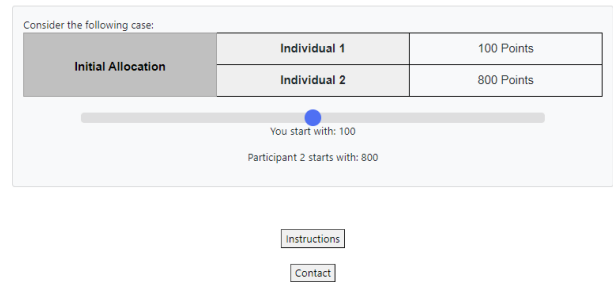 Consider the following case:
Initial Allocation
Individual 1
100 Points
Individual 2
800 Points
You start with: 100
Participant 2 starts with: 800
Instructions
Contact